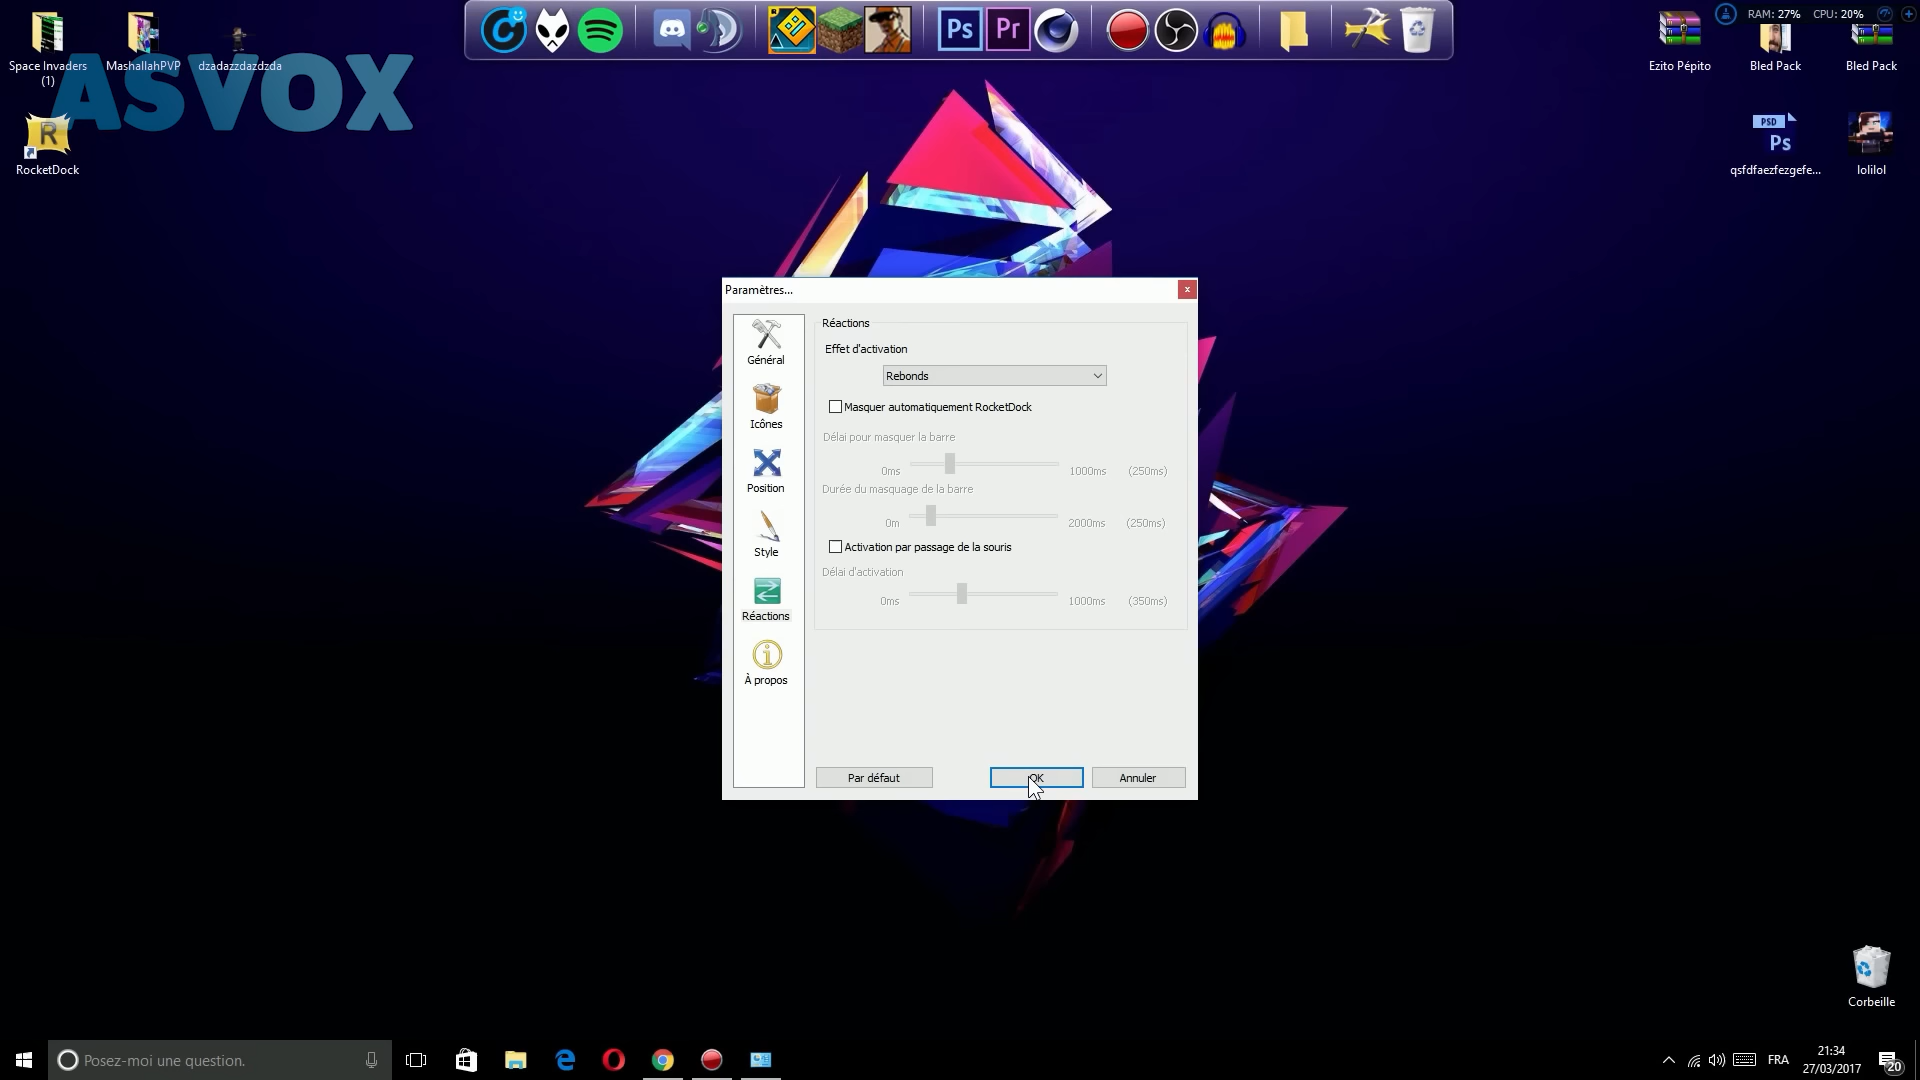 Space Invaders
(1)
MashallahPVP
dzadazzdazdzda
ASVOX
R
RocketDock
Ps
Pr
RAM: 27%
CPU: 20%
Ezito Pépito
Bled Pack
Bled Pack
PSD
Ps
qsfdfaezfezgefe...
lolilol
Paramètres...
Général
Icônes
Position
Style
Réactions
À propos
Réactions
Effet d'activation
Rebonds
Masquer automatiquement RocketDock
Délai pour masquer la barre
0ms 1000ms (250ms)
Durée du masquage de la barre
0m 2000ms (250ms)
Activation par passage de la souris
Délai d'activation
0ms 1000ms (350ms)
Par défaut
OK
Annuler
Corbeille
Posez-moi une question.
FRA
21:34
27/03/2017
20